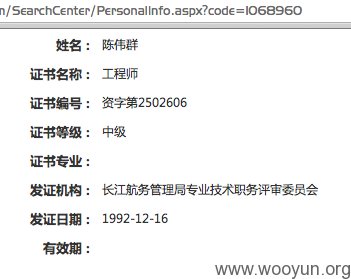 m/SearchCenter/PersonalInfo.aspx?code=1068960
姓名： 陈伟群
证书名称： 工程师
证书编号： 资字第2502606
证书等级： 中级
证书专业：
发证机构： 长江航务管理局专业技术职务评审委员会
发证日期： 1992-12-16
有效期：
www.wooyun.org